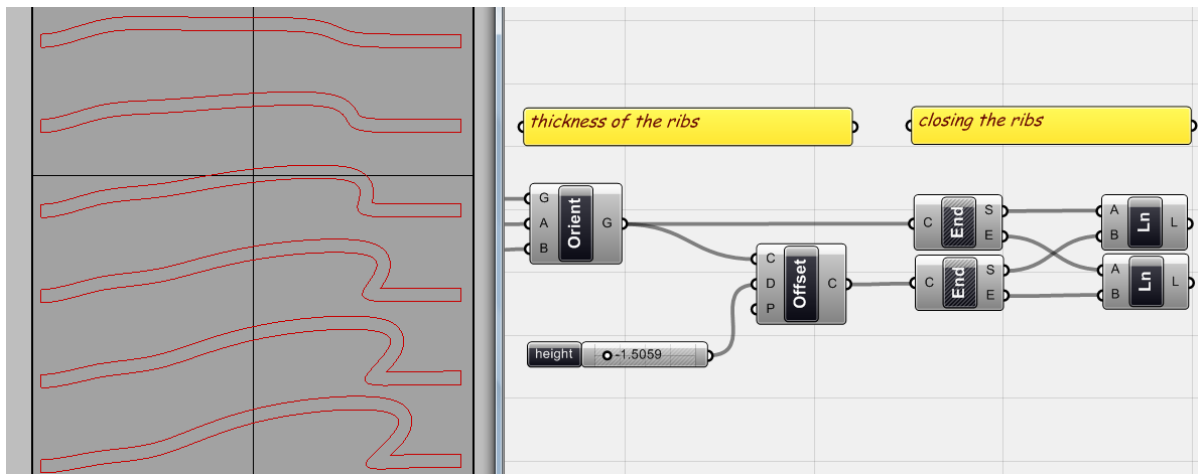 thickness of the ribs
closing the ribs
G
A
B
Orient
G
C
D
P
Offset
C
height
-1.5059
C
End
S
E
C
End
S
E
A
B
Ln
L
A
B
Ln
L